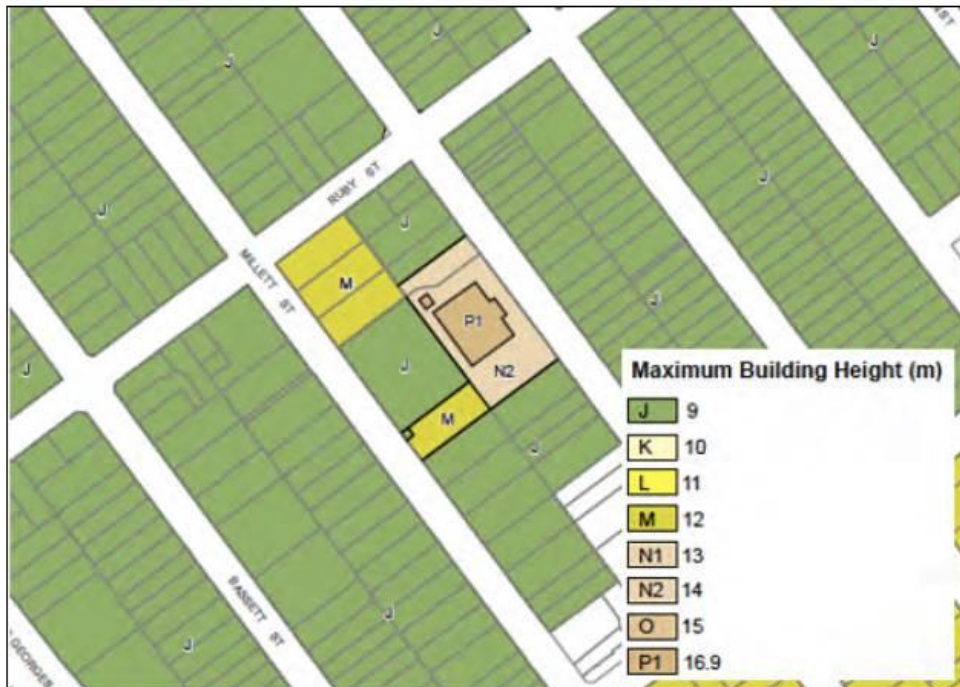 J
J
J
J
J
RUBY ST
J
MILLETT ST
M
P1
J
J
J
N2
M
J
BASSETT ST
J
J
GEORGES
Maximum Building Height (m)
J 9
K 10
L 11
M 12
N1 13
N2 14
O 15
P1 16.9